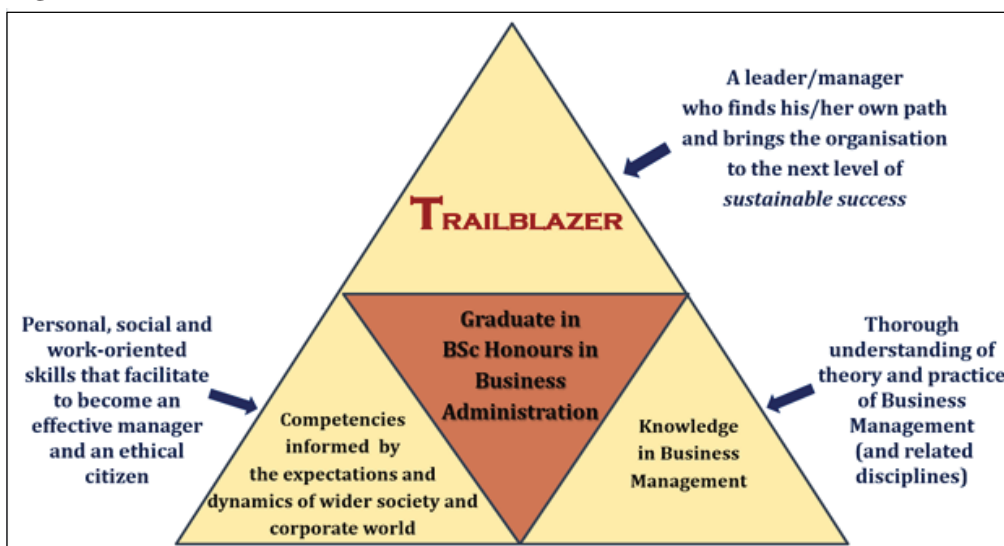 A leader/manager
who finds his/her own path
and brings the organisation
to the next level of
sustainable success
TRAILBLAZER
Graduate in
BSc Honours in
Business
Administration
Personal, social and
work-oriented
skills that facilitate
to become an
effective manager
and an ethical
citizen
Competencies
informed by
the expectations and
dynamics of wider society and
corporate world
Knowledge
in Business
Management
Thorough
understanding of
theory and practice
of Business
Management
(and related
disciplines)